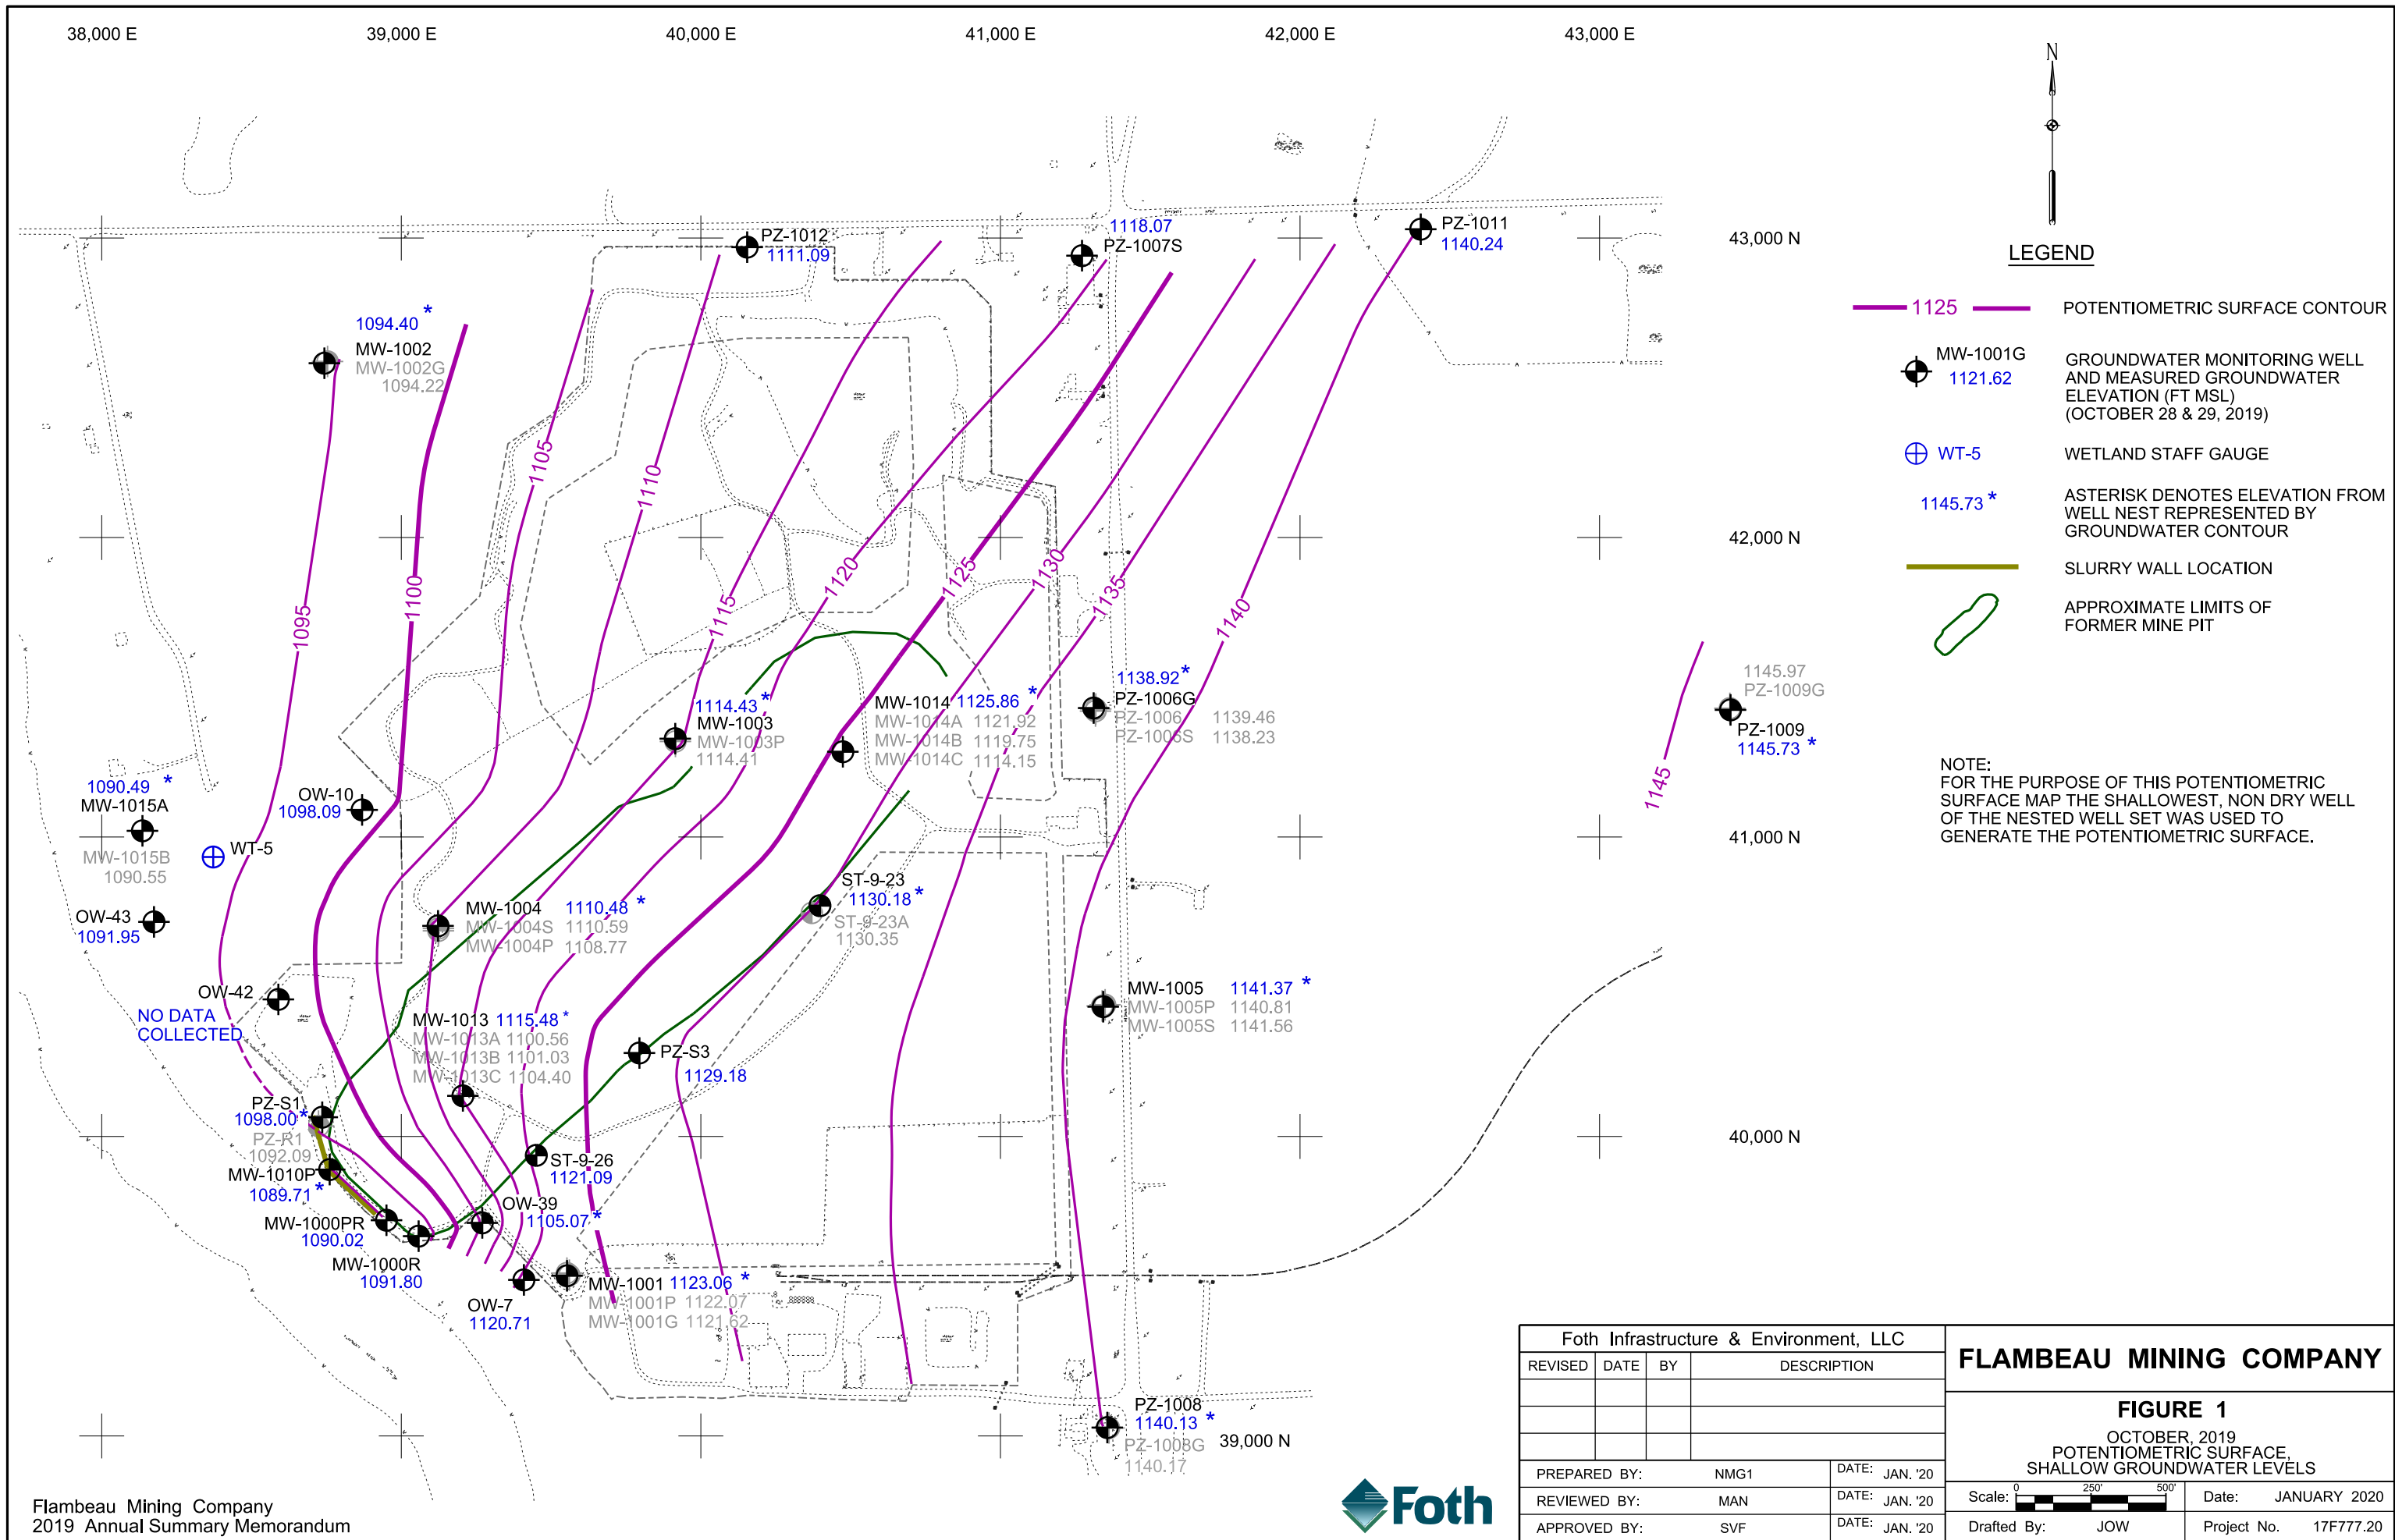 38,000 E
39,000 E
40,000 E
41,000 E
42,000 E
43,000 E
N
43,000 N
42,000 N
41,000 N
40,000 N
39,000 N
PZ-1012
1111.09
1118.07
PZ-1007S
PZ-1011
1140.24
1094.40 *
MW-1002
MW-1002G
1094.22
1105
1110
1095
1100
1115
1120
1125
1130
1135
1140
1145
1114.43 *
MW-1003
MW-1003P
1114.41
MW-1014 1125.86 *
MW-1014A 1121.92
MW-1014B 1119.75
MW-1014C 1114.15
1138.92 *
PZ-1006G
PZ-1006 1139.46
PZ-1006S 1138.23
1145.97
PZ-1009G
PZ-1009
1145.73 *
1090.49 *
MW-1015A
MW-1015B
1090.55
OW-10
1098.09
WT-5
OW-43
1091.95
OW-42
NO DATA
COLLECTED
MW-1004 1110.48 *
MW-1004S 1110.59
MW-1004P 1108.77
ST-9-23
1130.18 *
ST-9-23A
1130.35
MW-1013 1115.48 *
MW-1013A 1100.56
MW-1013B 1101.03
MW-1013C 1104.40
PZ-S3
1129.18
MW-1005 1141.37 *
MW-1005P 1140.81
MW-1005S 1141.56
PZ-S1
1098.00 *
PZ-R1
1092.09
MW-1010P
1089.71 *
ST-9-26
1121.09
OW-39
1105.07 *
MW-1000PR
1090.02
MW-1000R
1091.80
OW-7
1120.71
MW-1001 1123.06 *
MW-1001P 1122.07
MW-1001G 1121.62
PZ-1008
1140.13 *
PZ-1008G
1140.17
LEGEND
1125 POTENTIOMETRIC SURFACE CONTOUR
MW-1001G
1121.62
GROUNDWATER MONITORING WELL
AND MEASURED GROUNDWATER
ELEVATION (FT MSL)
(OCTOBER 28 & 29, 2019)
WT-5 WETLAND STAFF GAUGE
1145.73 *
ASTERISK DENOTES ELEVATION FROM
WELL NEST REPRESENTED BY
GROUNDWATER CONTOUR
SLURRY WALL LOCATION
APPROXIMATE LIMITS OF
FORMER MINE PIT
NOTE:
FOR THE PURPOSE OF THIS POTENTIOMETRIC
SURFACE MAP THE SHALLOWEST, NON DRY WELL
OF THE NESTED WELL SET WAS USED TO
GENERATE THE POTENTIOMETRIC SURFACE.
Flambeau Mining Company
2019 Annual Summary Memorandum
Foth
Foth Infrastructure & Environment, LLC
REVISED DATE BY DESCRIPTION
PREPARED BY: NMG1 DATE: JAN. '20
REVIEWED BY: MAN DATE: JAN. '20
APPROVED BY: SVF DATE: JAN. '20
FLAMBEAU MINING COMPANY
FIGURE 1
OCTOBER, 2019
POTENTIOMETRIC SURFACE,
SHALLOW GROUNDWATER LEVELS
Scale: 0 250' 500'
Date: JANUARY 2020
Drafted By: JOW
Project No. 17F777.20